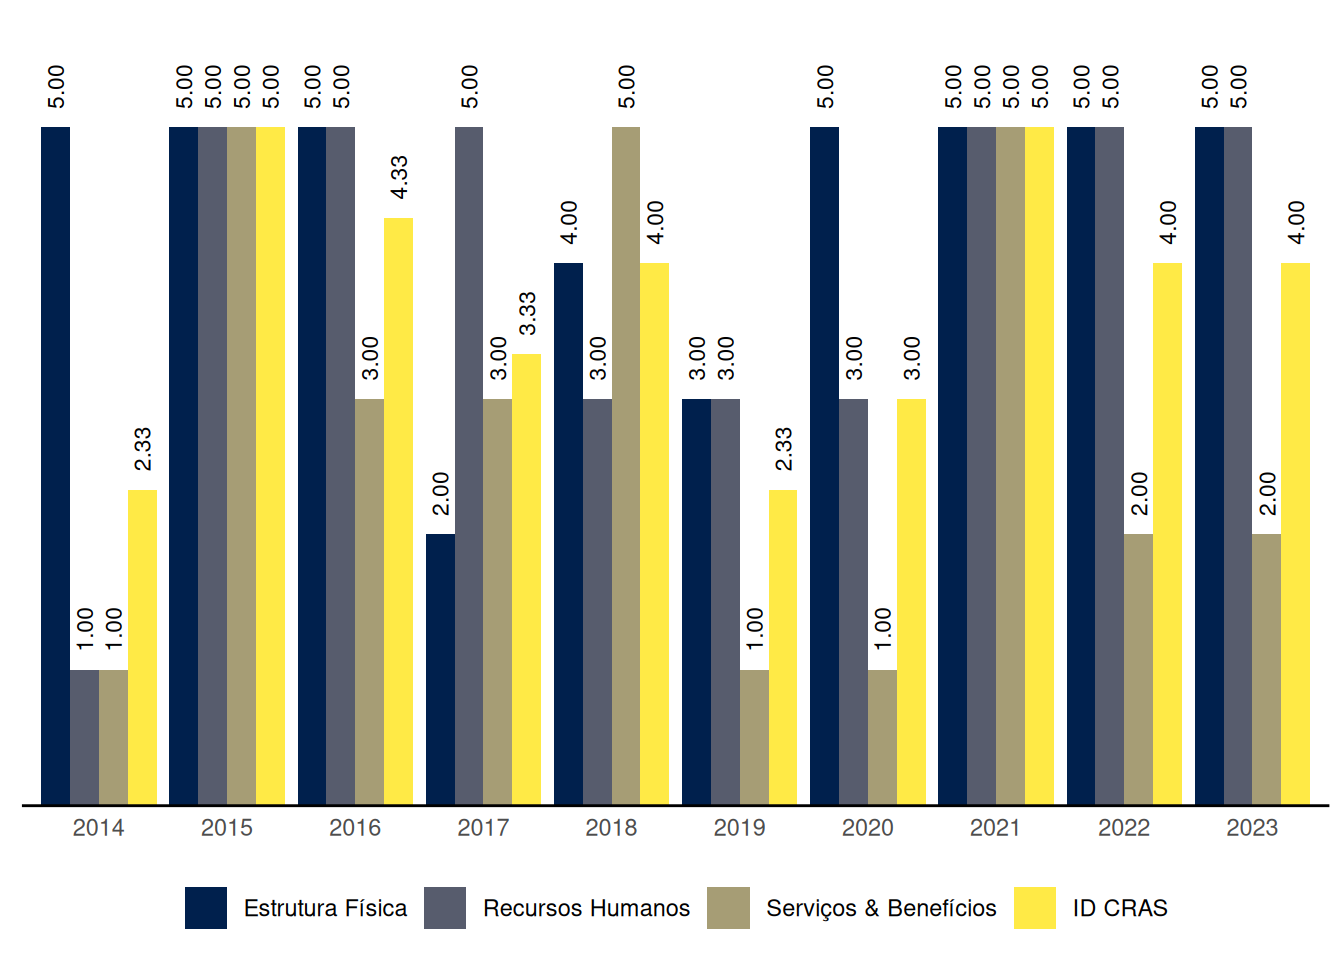 5.00 1.00 1.00 2.33
5.00 5.00 5.00 5.00
5.00 5.00 3.00 4.33
2.00 5.00 3.00 3.33
4.00 3.00 5.00 4.00
3.00 3.00 1.00 2.33
5.00 3.00 1.00 3.00
5.00 5.00 5.00 5.00
5.00 5.00 2.00 4.00
5.00 5.00 2.00 4.00
2014 2015 2016 2017 2018 2019 2020 2021 2022 2023
Estrutura Física Recursos Humanos Serviços & Benefícios ID CRAS